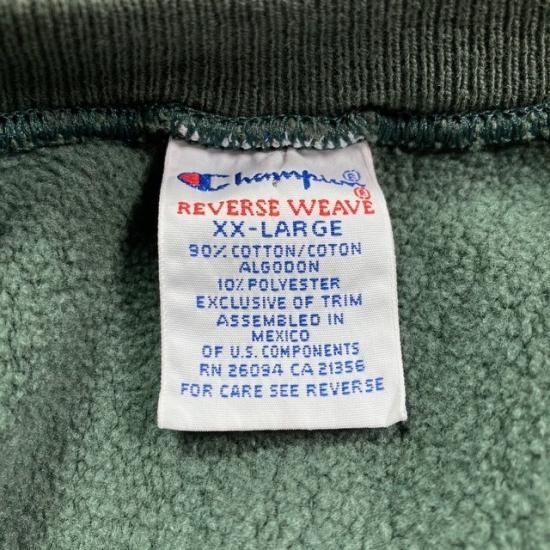 Champion®
REVERSE WEAVE®
XX-LARGE
90% COTTON/COTON
ALGODON
10% POLYESTER
EXCLUSIVE OF TRIM
ASSEMBLED IN
MEXICO
OF U.S. COMPONENTS
RN 26094 CA 21356
FOR CARE SEE REVERSE